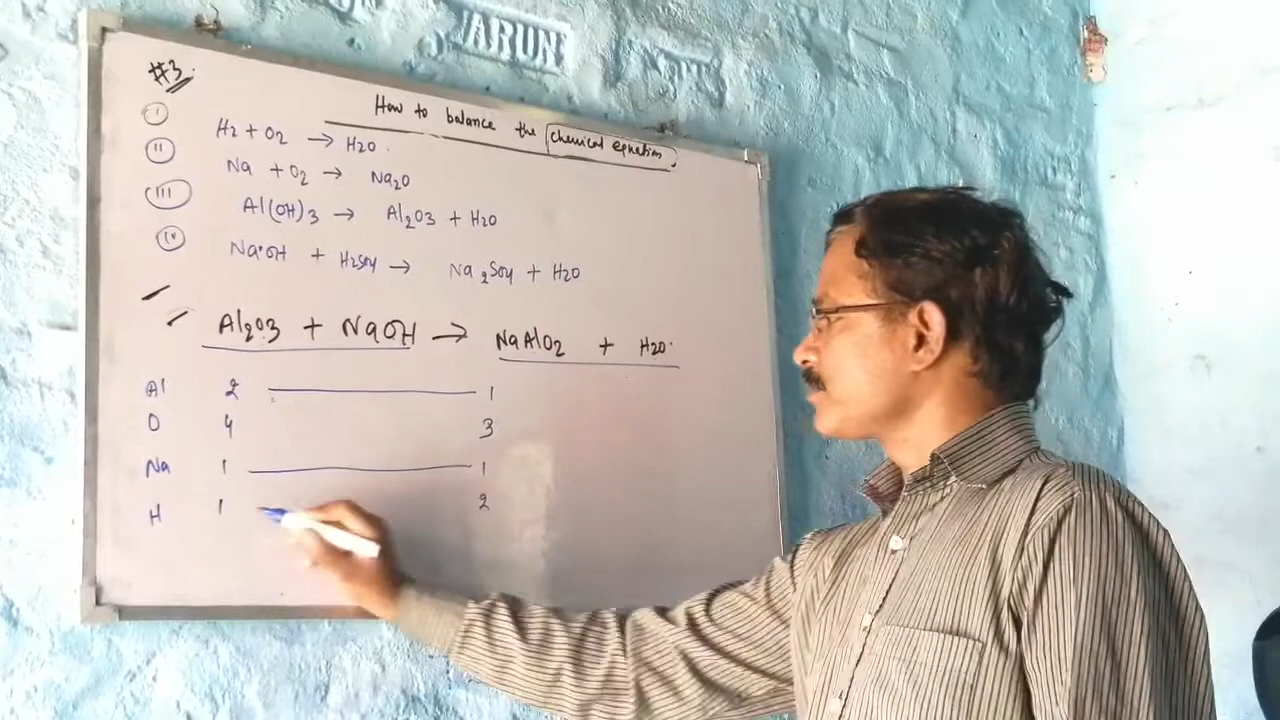 ARUN
#3
How to balance the chemical equation
(i) H2 + O2 → H2O.
(ii) Na + O2 → Na2O
(iii) Al(OH)3 → Al2O3 + H2O
(iv) NaOH + H2SO4 → Na2SO4 + H2O
Al2O3 + NaOH → NaAlO2 + H2O.
Al 2 1
O 4 3
Na 1 1
H 1 2